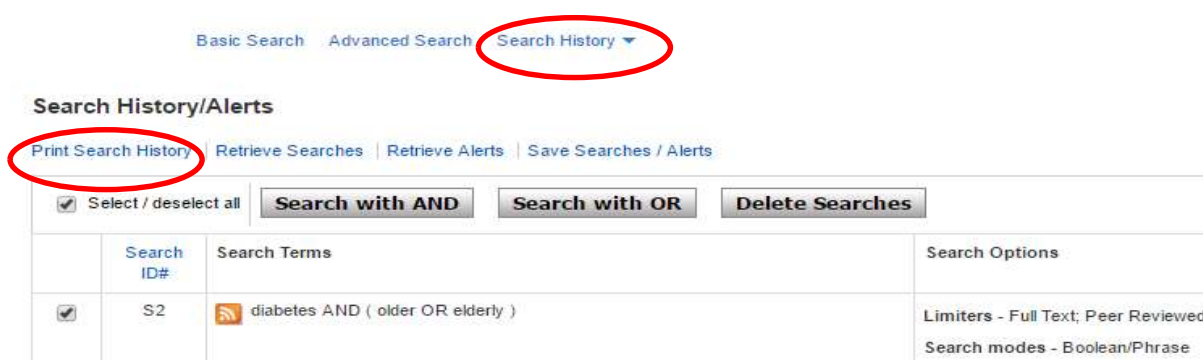 Basic Search Advanced Search Search History
Search History/Alerts
Print Search History | Retrieve Searches | Retrieve Alerts | Save Searches / Alerts
Select / deselect all Search with AND Search with OR Delete Searches
Search ID# Search Terms Search Options
S2 diabetes AND ( older OR elderly ) Limiters - Full Text; Peer Reviewed
Search modes - Boolean/Phrase